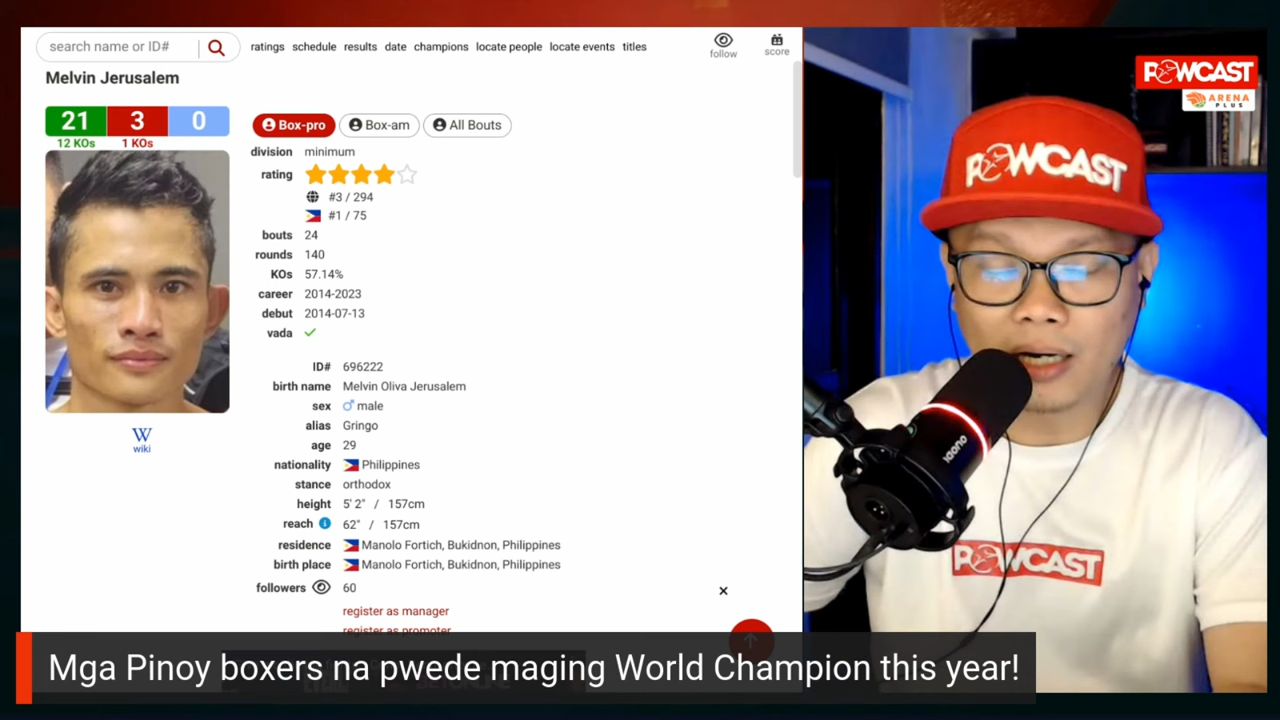 search name or ID#
ratings schedule results date champions locate people locate events titles
follow
score
Melvin Jerusalem
21 3 0
12 KOs 1 KOs
Box-pro Box-am All Bouts
division minimum
rating
#3 / 294
#1 / 75
bouts 24
rounds 140
KOs 57.14%
career 2014-2023
debut 2014-07-13
vada
ID# 696222
birth name Melvin Oliva Jerusalem
sex male
alias Gringo
age 29
nationality Philippines
stance orthodox
height 5' 2" / 157cm
reach 62" / 157cm
residence Manolo Fortich, Bukidnon, Philippines
birth place Manolo Fortich, Bukidnon, Philippines
followers 60
register as manager
register as promoter
W
wiki
POWCAST
ARENA
PLUS
POWCAST
maono
POWCAST
Mga Pinoy boxers na pwede maging World Champion this year!